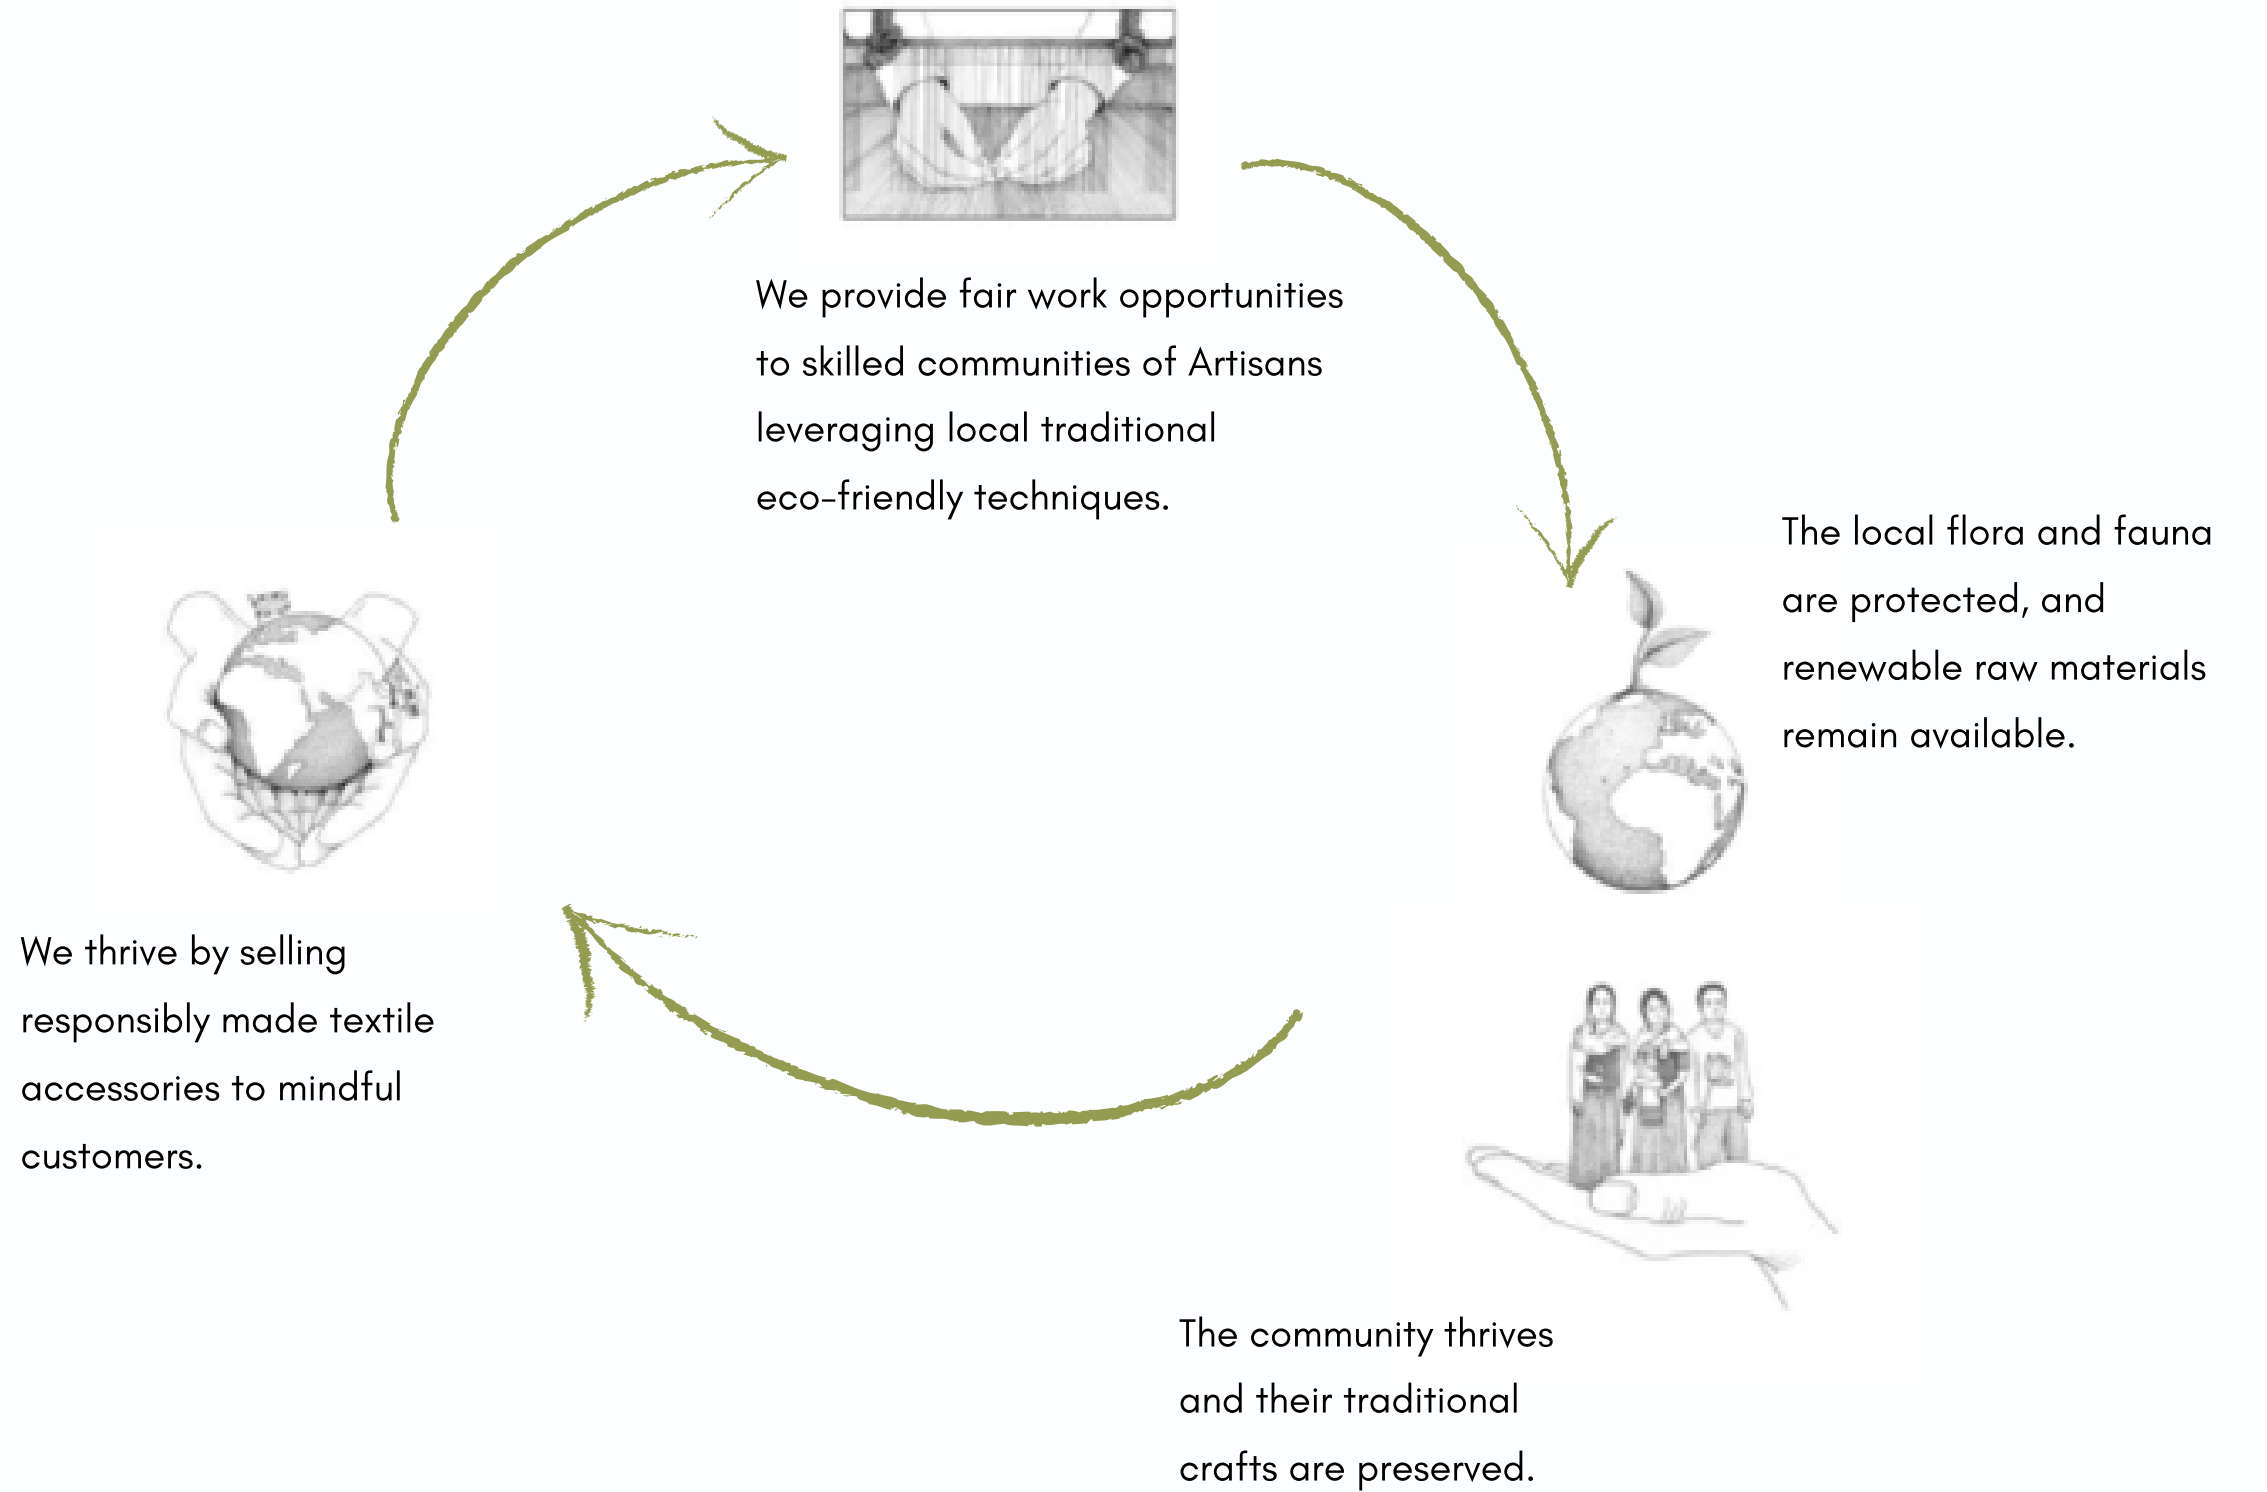 We provide fair work opportunities
to skilled communities of Artisans
leveraging local traditional
eco-friendly techniques.
The local flora and fauna
are protected, and
renewable raw materials
remain available.
The community thrives
and their traditional
crafts are preserved.
We thrive by selling
responsibly made textile
accessories to mindful
customers.